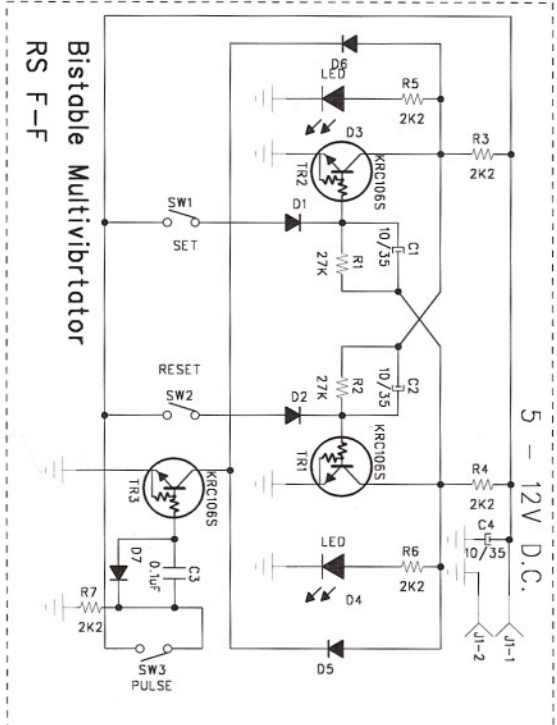 5 - 12V D.C.
J1-1
J1-2
C4
10/35
R3
2K2
R4
2K2
R5
2K2
R6
2K2
D6
LED
D3
KRC106S
TR2
C1
10/35
R1
27K
C2
10/35
R2
27K
KRC106S
TR1
LED
D4
D5
SW1
SET
D1
RESET
SW2
D2
KRC106S
TR3
C3
0.1uF
D7
R7
2K2
SW3
PULSE
Bistable Multivibrtator
RS F-F